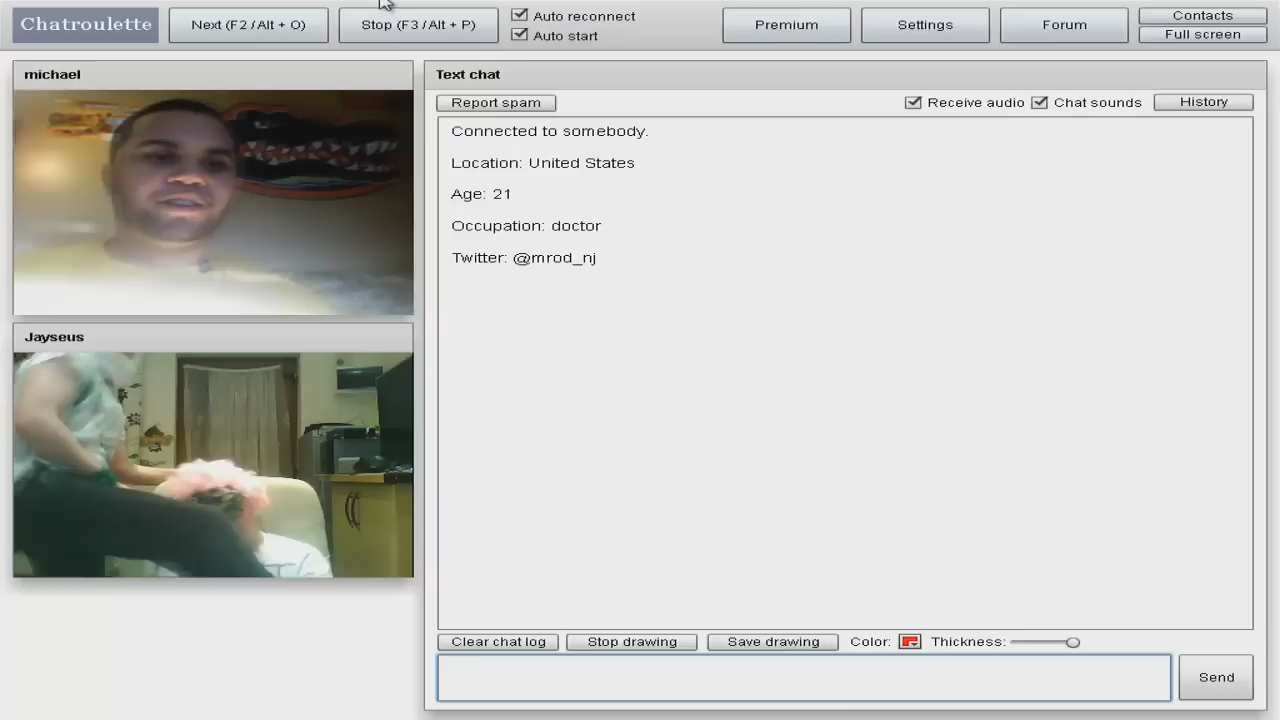 Chatroulette
Next (F2 / Alt + O)
Stop (F3 / Alt + P)
Auto reconnect
Auto start
Premium
Settings
Forum
Contacts
Full screen
michael
Jayseus
Text chat
Report spam
Receive audio
Chat sounds
History
Connected to somebody.
Location: United States
Age: 21
Occupation: doctor
Twitter: @mrod_nj
Clear chat log
Stop drawing
Save drawing
Color:
Thickness:
Send